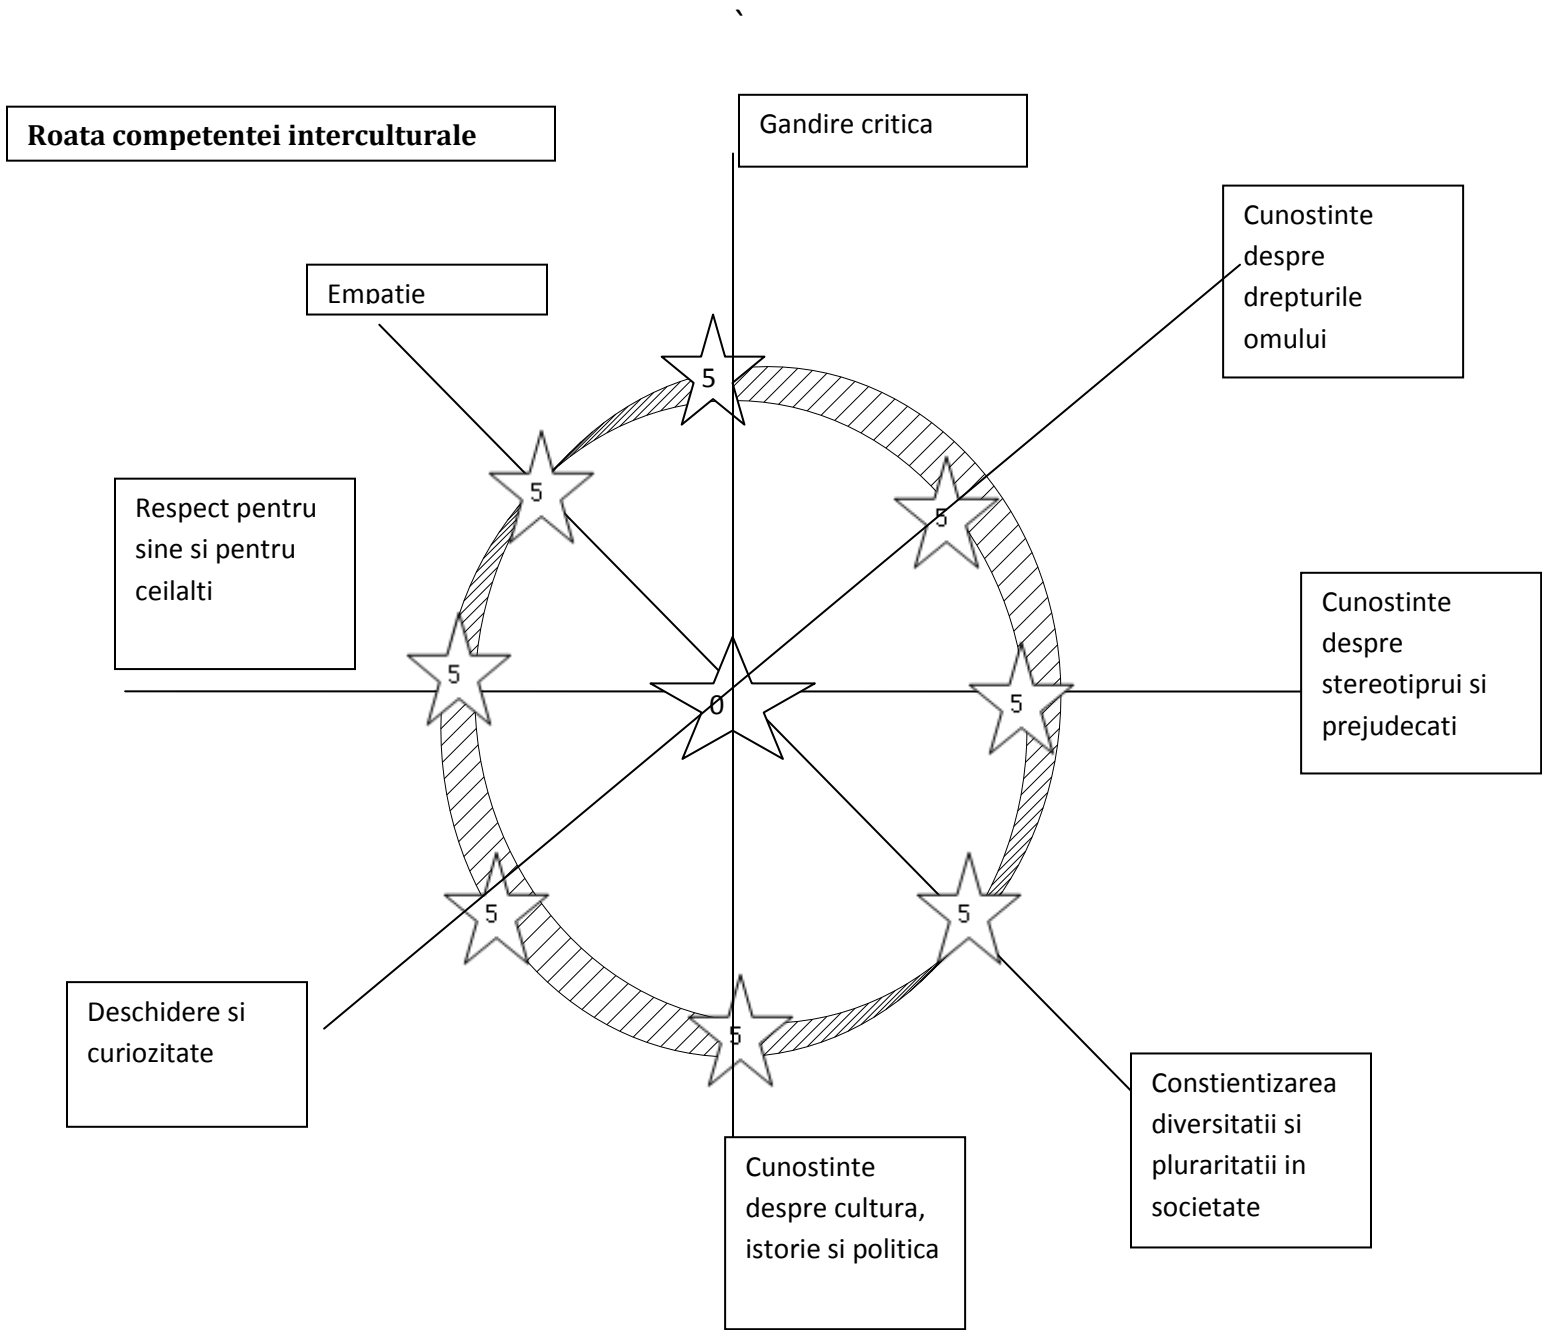 `
Roata competentei interculturale
Gandire critica
Cunostinte
despre
drepturile
omului
Empatie
5
5
5
Respect pentru
sine si pentru
ceilalti
5
0
5
Cunostinte
despre
stereotiprui si
prejudecati
5
5
5
Deschidere si
curiozitate
Constientizarea
diversitatii si
pluraritatii in
societate
Cunostinte
despre cultura,
istorie si politica